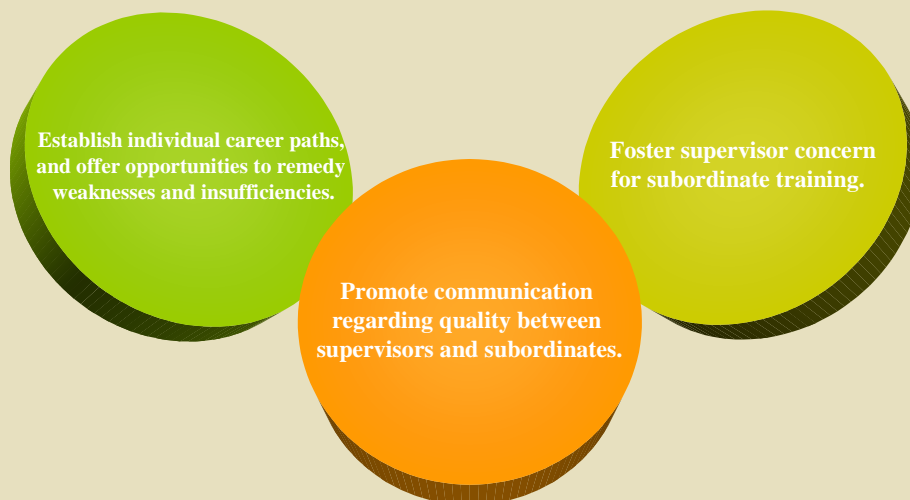 Establish individual career paths,
and offer opportunities to remedy
weaknesses and insufficiencies.
Promote communication
regarding quality between
supervisors and subordinates.
Foster supervisor concern
for subordinate training.